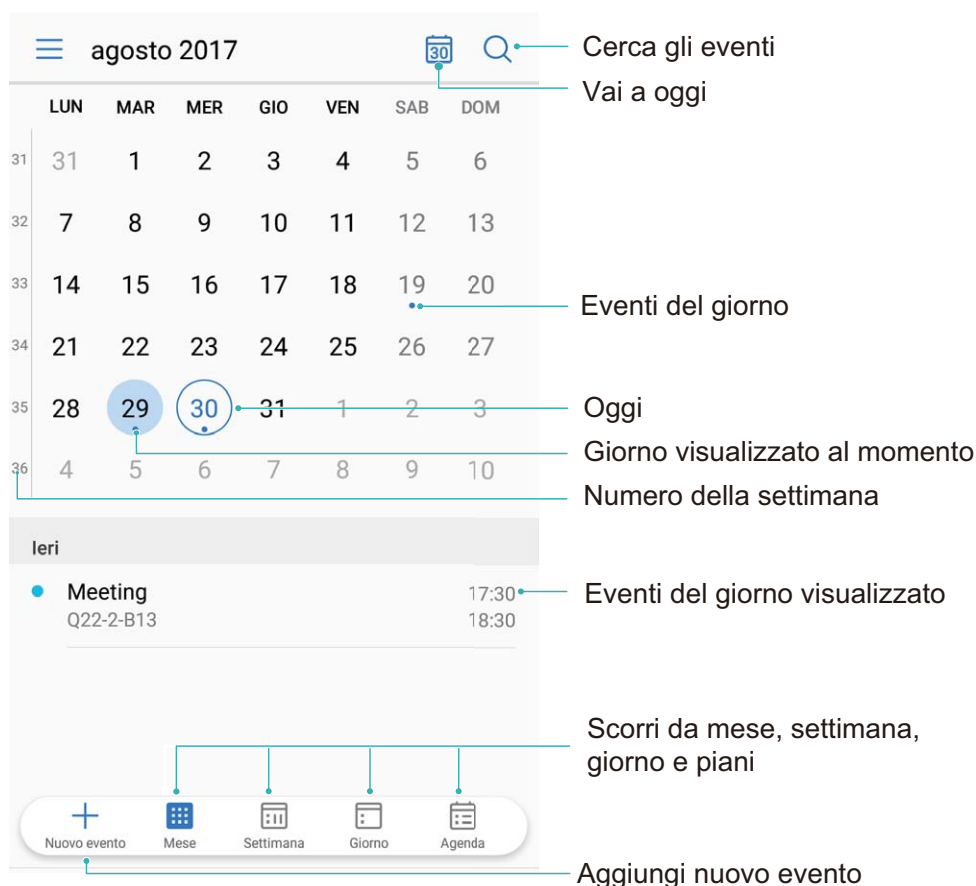 agosto 2017
30
Cerca gli eventi
Vai a oggi
LUN MAR MER GIO VEN SAB DOM
31 31 1 2 3 4 5 6
32 7 8 9 10 11 12 13
33 14 15 16 17 18 19 20
Eventi del giorno
34 21 22 23 24 25 26 27
35 28 29 30 31 1 2 3
Oggi
Giorno visualizzato al momento
36 4 5 6 7 8 9 10
Numero della settimana
Ieri
Meeting 17:30
Eventi del giorno visualizzato
Q22-2-B13 18:30
Scorri da mese, settimana,
giorno e piani
Nuovo evento Mese Settimana Giorno Agenda
Aggiungi nuovo evento